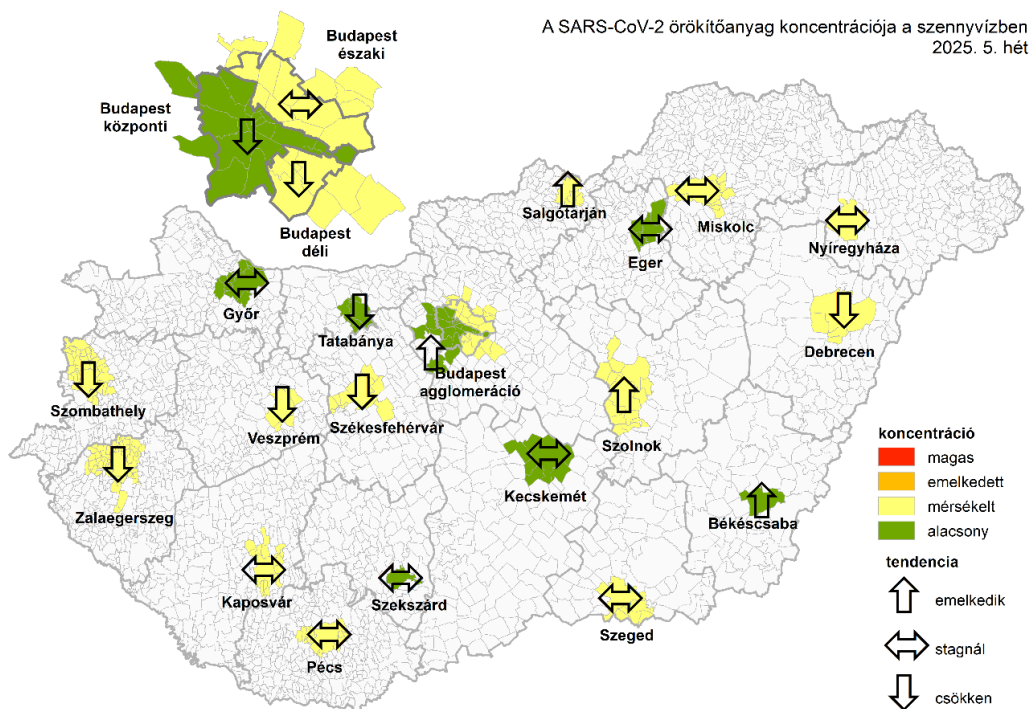 A SARS-CoV-2 örökítőanyag koncentrációja a szennyvízben
2025. 5. hét
Budapest
északi
Budapest
központi
Budapest
déli
Salgótarján
Miskolc
Eger
Nyíregyháza
Győr
Tatabánya
Budapest
agglomeráció
Debrecen
Szombathely
Veszprém
Székesfehérvár
Szolnok
Zalaegerszeg
Kecskemét
Békéscsaba
Kaposvár
Szekszárd
Szeged
Pécs
koncentráció
magas
emelkedett
mérsékelt
alacsony
tendencia
emelkedik
stagnál
csökken